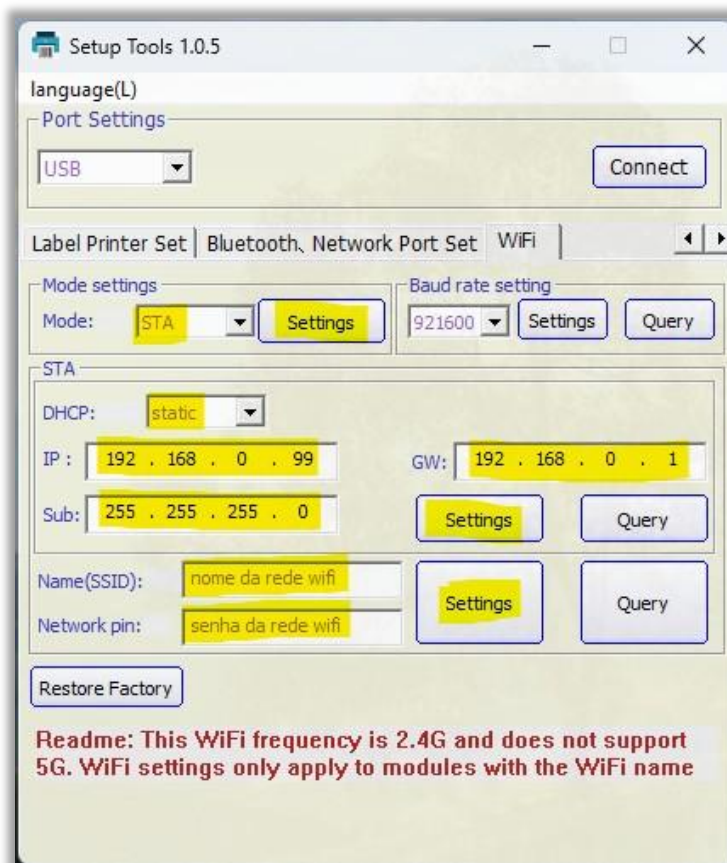 Setup Tools 1.0.5
language(L)
Port Settings
USB
Connect
Label Printer Set
Bluetooth、Network Port Set
WiFi
Mode settings
Mode:
STA
Settings
Baud rate setting
921600
Settings
Query
STA
DHCP:
static
IP :
192 . 168 . 0 . 99
GW:
192 . 168 . 0 . 1
Sub:
255 . 255 . 255 . 0
Settings
Query
Name(SSID):
nome da rede wifi
Network pin:
senha da rede wifi
Settings
Query
Restore Factory
Readme: This WiFi frequency is 2.4G and does not support
5G. WiFi settings only apply to modules with the WiFi name